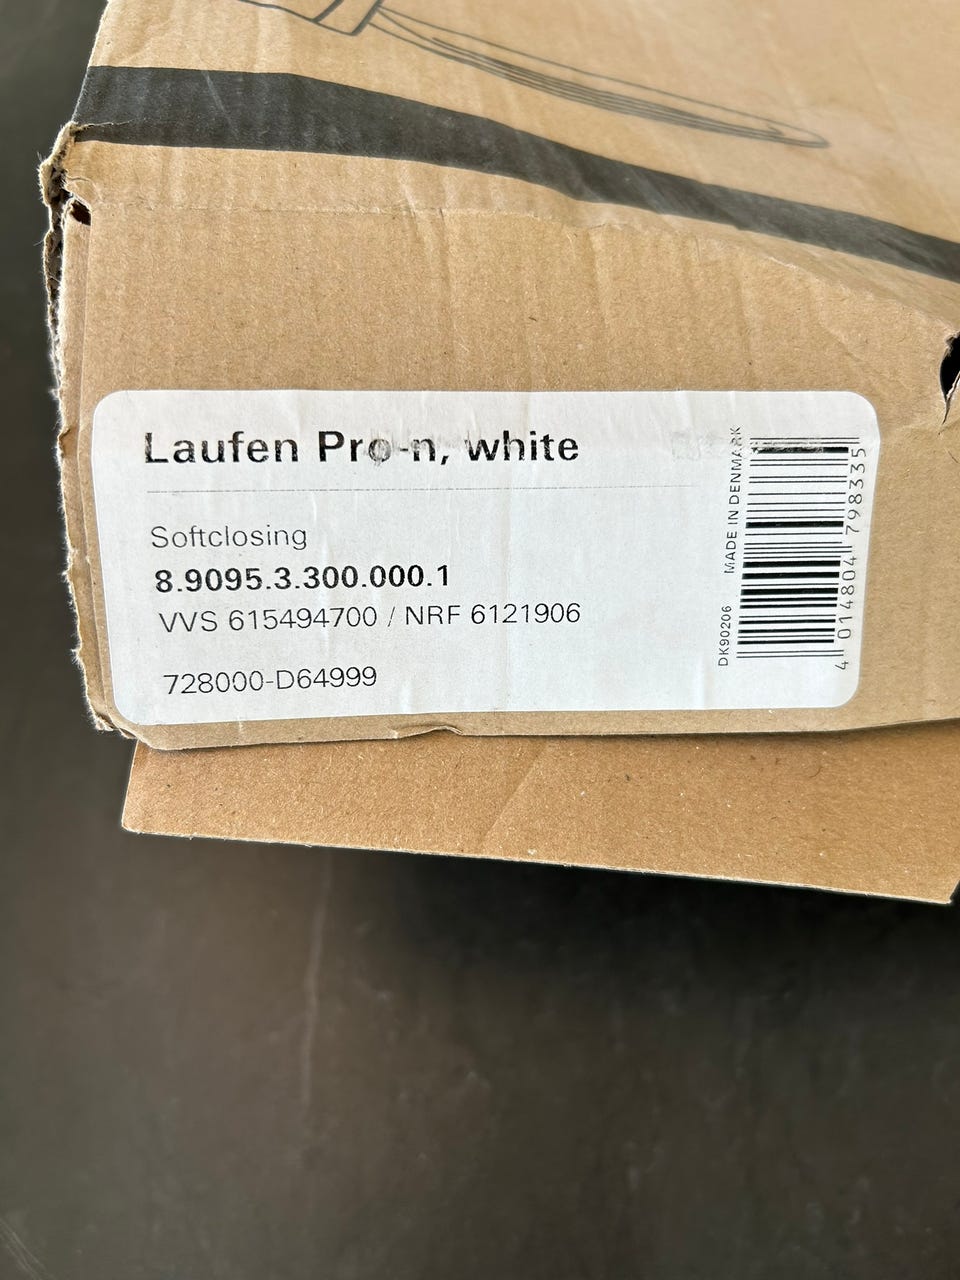 Laufen Pro-n, white
Softclosing
8.9095.3.300.000.1
VVS 615494700 / NRF 6121906
728000-D64999
DK90206 MADE IN DENMARK
4 014804 798335